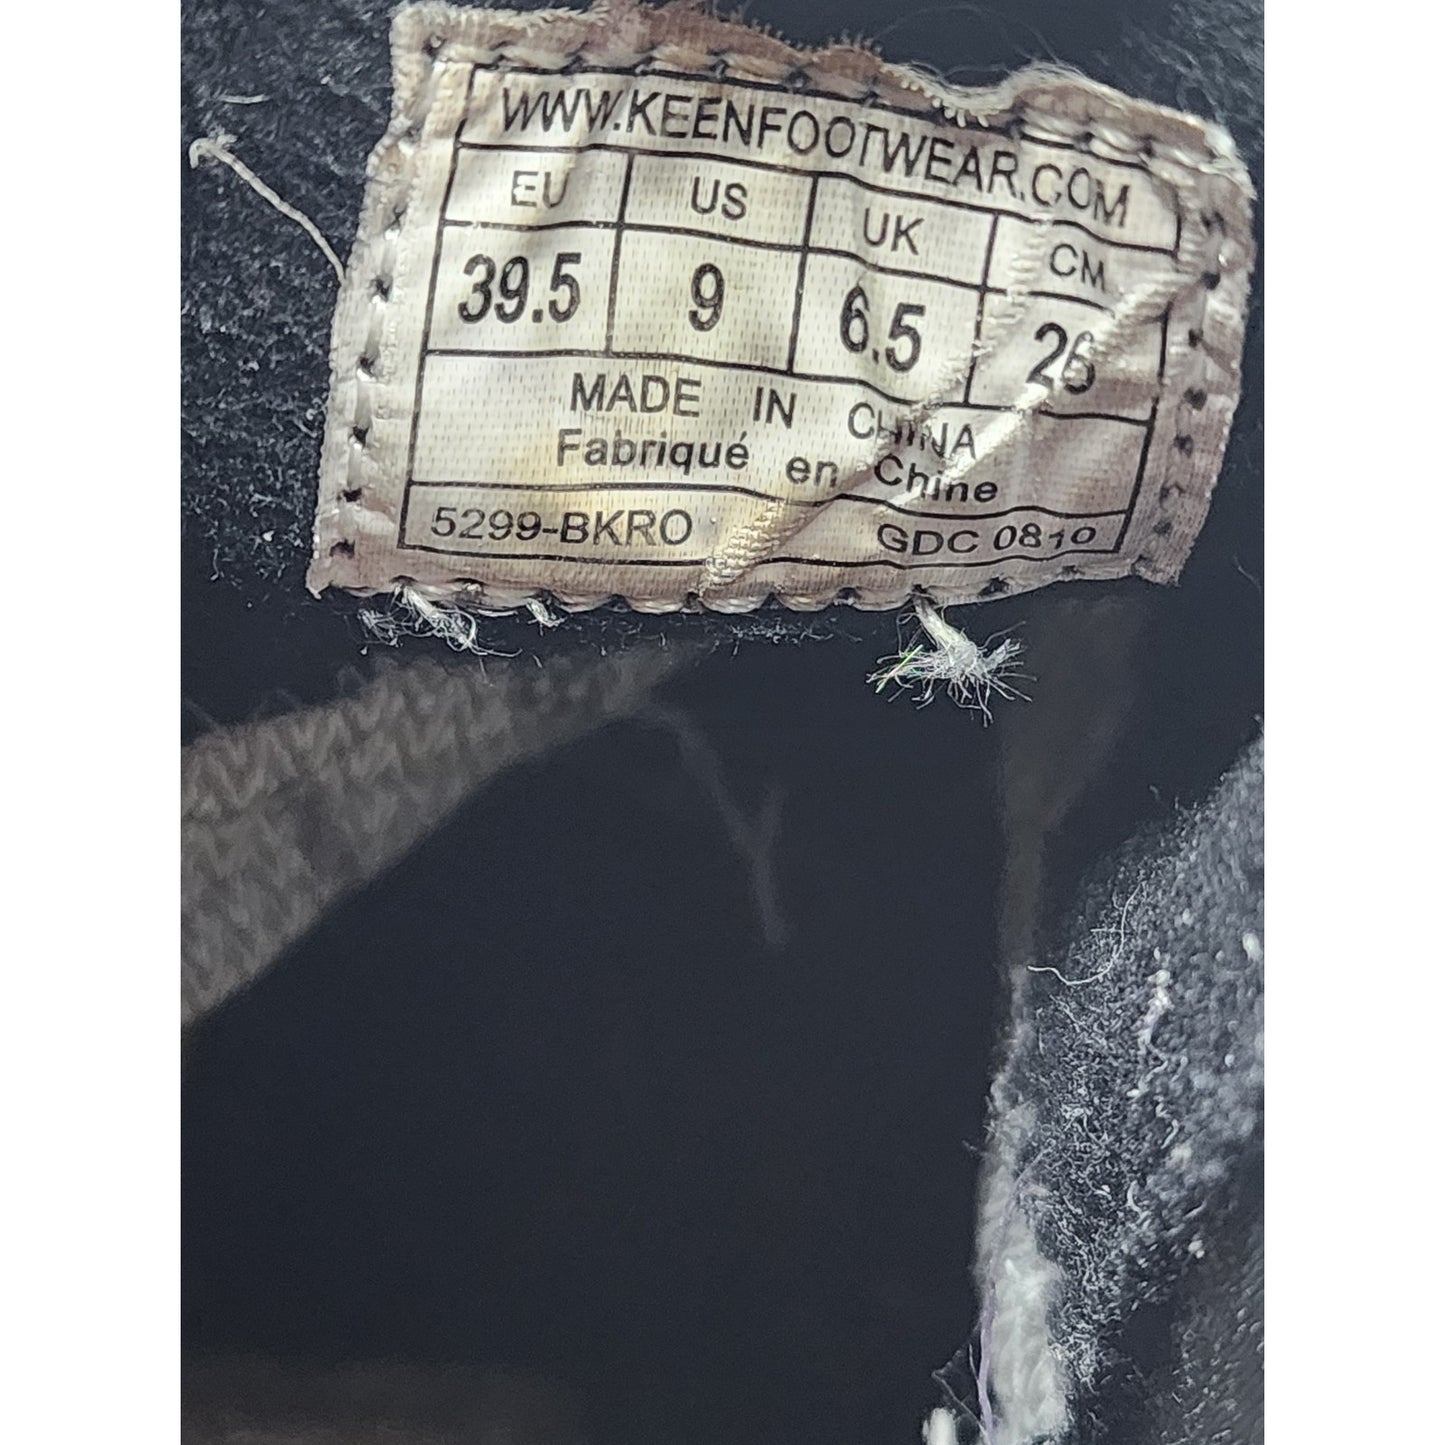 WWW.KEENFOOTWEAR.COM
EU US UK CM
39.5 9 6.5 26
MADE IN CHINA
Fabriqué en Chine
5299-BKRO GDC 0810